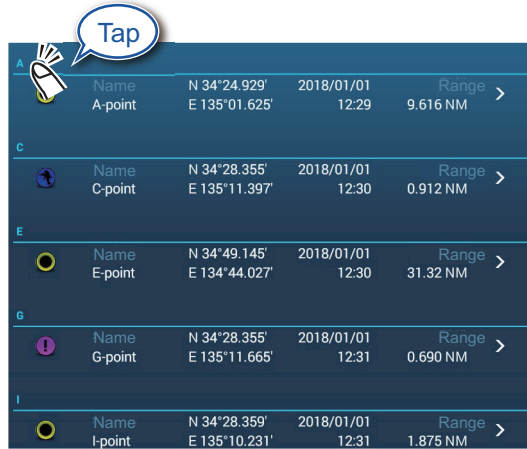 Tap
A
Name N 34°24.929' 2018/01/01 Range
A-point E 135°01.625' 12:29 9.616 NM >
C
Name N 34°28.355' 2018/01/01 Range
C-point E 135°11.397' 12:30 0.912 NM >
E
Name N 34°49.145' 2018/01/01 Range
E-point E 134°44.027' 12:30 31.32 NM >
G
Name N 34°28.355' 2018/01/01 Range
G-point E 135°11.665' 12:31 0.690 NM >
I
Name N 34°28.359' 2018/01/01 Range
I-point E 135°10.231' 12:31 1.875 NM >